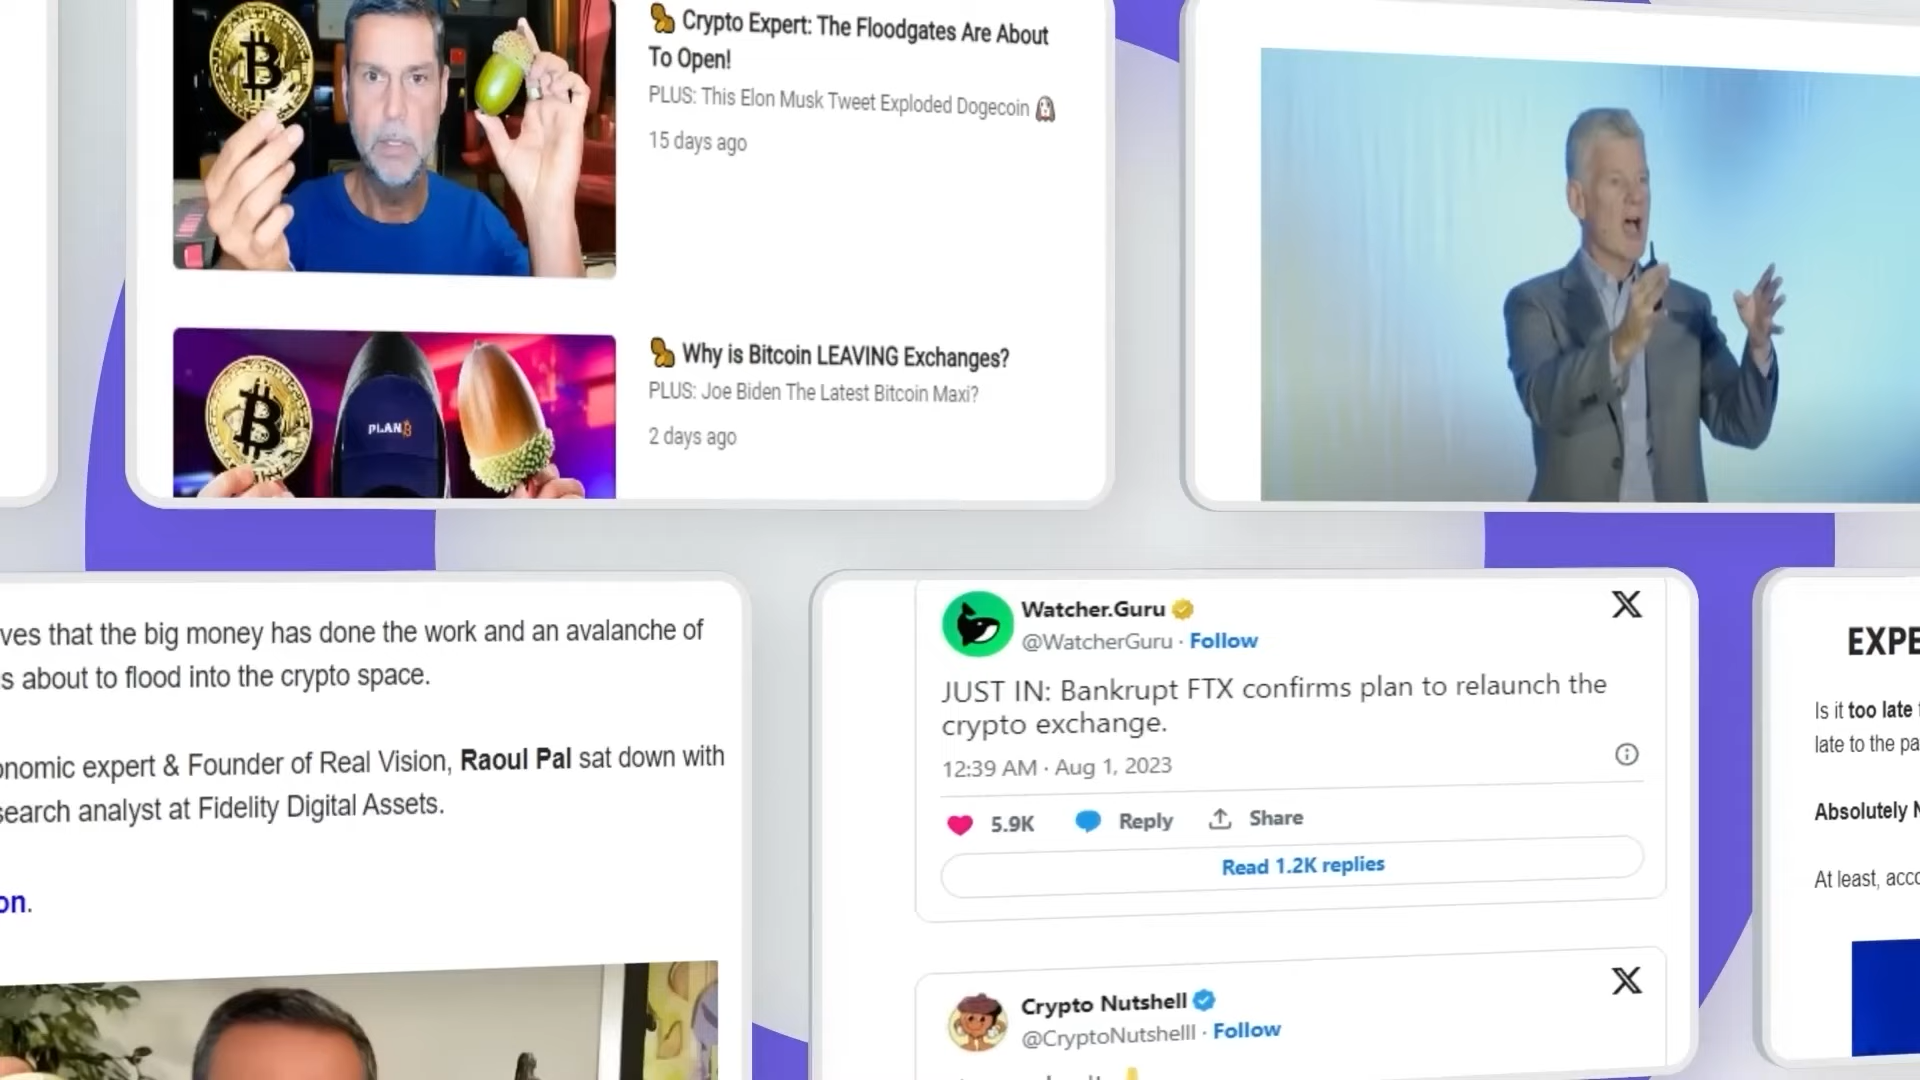 Crypto Expert: The Floodgates Are About
To Open!
PLUS: This Elon Musk Tweet Exploded Dogecoin
15 days ago
Why is Bitcoin LEAVING Exchanges?
PLUS: Joe Biden The Latest Bitcoin Maxi?
2 days ago
PLAN₿
ves that the big money has done the work and an avalanche of
s about to flood into the crypto space.
onomic expert & Founder of Real Vision, Raoul Pal sat down with
search analyst at Fidelity Digital Assets.
on.
Watcher.Guru
@WatcherGuru · Follow
JUST IN: Bankrupt FTX confirms plan to relaunch the
crypto exchange.
12:39 AM · Aug 1, 2023
5.9K Reply Share
Read 1.2K replies
Crypto Nutshell
@CryptoNutshelll · Follow
EXPE
Is it too late
late to the pa
Absolutely N
At least, acco